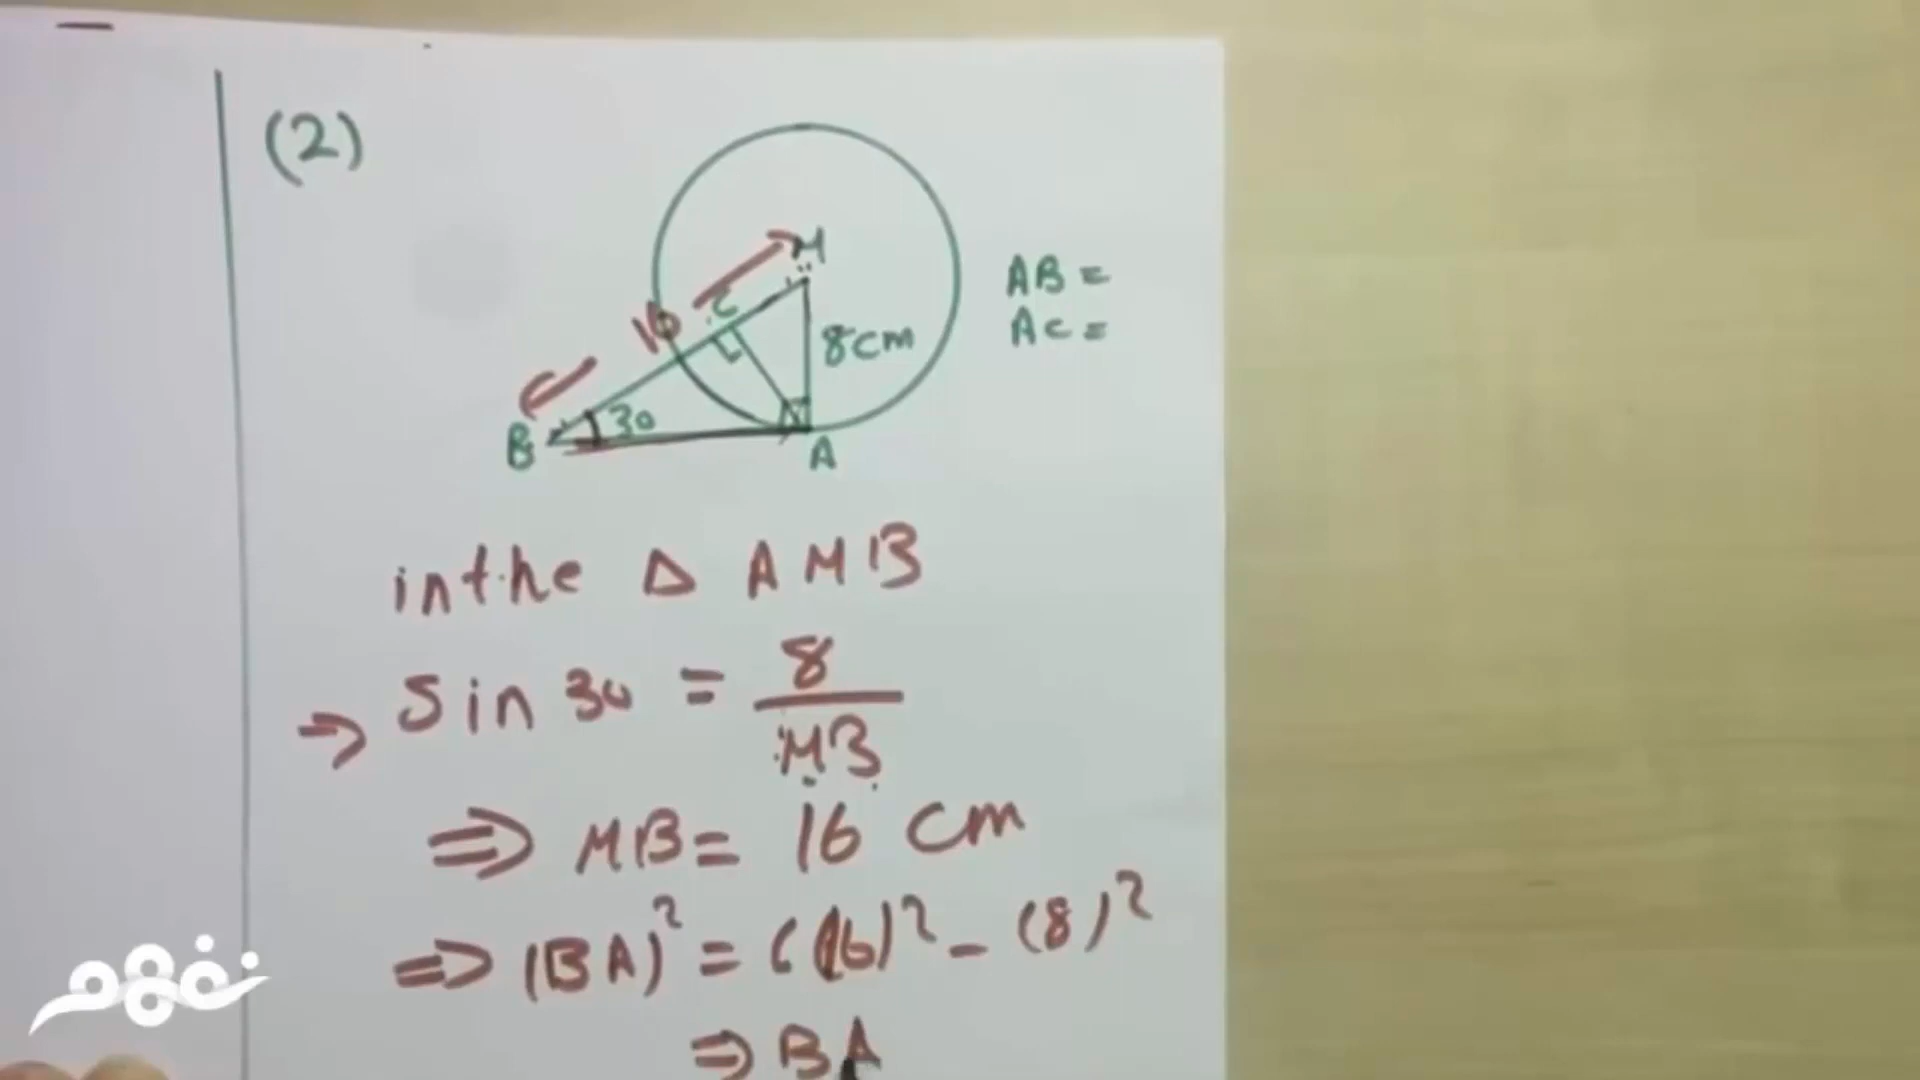 (2)
M
16
C
8cm
AB =
AC =
30
B
A
in the Δ AMB
⇒ Sin 30 = 8 / MB
⇒ MB = 16 cm
⇒ (BA)² = (16)² - (8)²
⇒ BA
نفهم